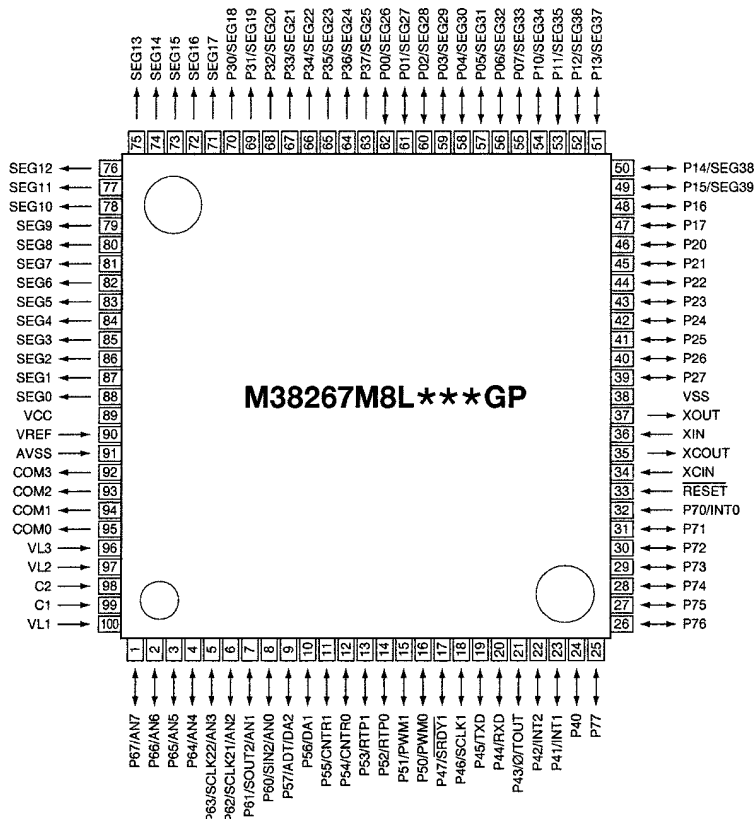 SEG13 SEG14 SEG15 SEG16 SEG17 P30/SEG18 P31/SEG19 P32/SEG20 P33/SEG21 P34/SEG22 P35/SEG23 P36/SEG24 P37/SEG25 P00/SEG26 P01/SEG27 P02/SEG28 P03/SEG29 P04/SEG30 P05/SEG31 P06/SEG32 P07/SEG33 P10/SEG34 P11/SEG35 P12/SEG36 P13/SEG37
75 74 73 72 71 70 69 68 67 66 65 64 63 62 61 60 59 58 57 56 55 54 53 52 51
SEG12 76 50 P14/SEG38
SEG11 77 49 P15/SEG39
SEG10 78 48 P16
SEG9 79 47 P17
SEG8 80 46 P20
SEG7 81 45 P21
SEG6 82 44 P22
SEG5 83 43 P23
SEG4 84 42 P24
SEG3 85 41 P25
SEG2 86 40 P26
SEG1 87 39 P27
M38267M8L***GP
SEG0 88 38 VSS
VCC 89 37 XOUT
VREF 90 36 XIN
AVSS 91 35 XCOUT
COM3 92 34 XCIN
COM2 93 33 RESET
COM1 94 32 P70/INT0
COM0 95 31 P71
VL3 96 30 P72
VL2 97 29 P73
C2 98 28 P74
C1 99 27 P75
VL1 100 26 P76
1 2 3 4 5 6 7 8 9 10 11 12 13 14 15 16 17 18 19 20 21 22 23 24 25
P67/AN7 P66/AN6 P65/AN5 P64/AN4 P63/SCLK22/AN3 P62/SCLK21/AN2 P61/SOUT2/AN1 P60/SIN2/AN0 P57/ADT/DA2 P56/DA1 P55/CNTR1 P54/CNTR0 P53/RTP1 P52/RTP0 P51/PWM1 P50/PWM0 P47/SRDY1 P46/SCLK1 P45/TXD P44/RXD P43/Ø/TOUT P42/INT2 P41/INT1 P40 P77